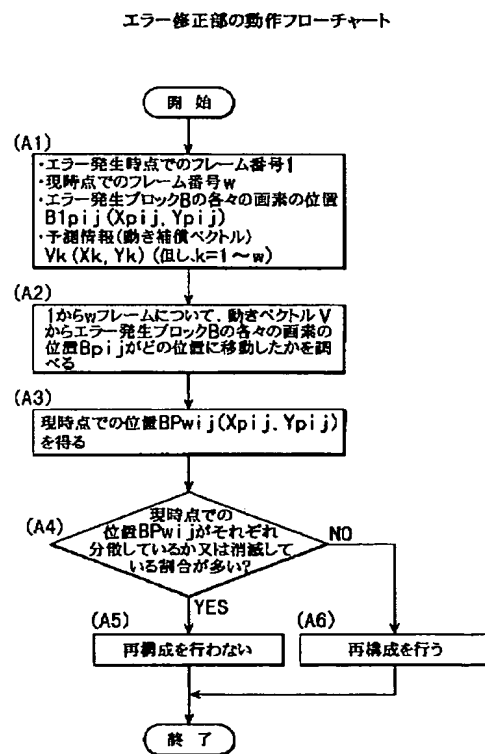 エラー修正部の動作フローチャート
開 始
(A1)
・エラー発生時点でのフレーム番号1
・現時点でのフレーム番号w
・エラー発生ブロックBの各々の画素の位置
B1pij(Xpij, Ypij)
・予測情報(動き補償ベクトル)
Vk(Xk, Yk)(但し、k=1〜w)
(A2)
1からwフレームについて、動きベクトルV
からエラー発生ブロックBの各々の画素の
位置Bpijがどの位置に移動したかを調
べる
(A3)
現時点での位置BPwij(Xpij, Ypij)
を得る
(A4)
現時点での
位置BPwijがそれぞれ
分散しているか又は消滅して
いる割合が多い?
NO
YES
(A5)
再構成を行わない
(A6)
再構成を行う
終 了